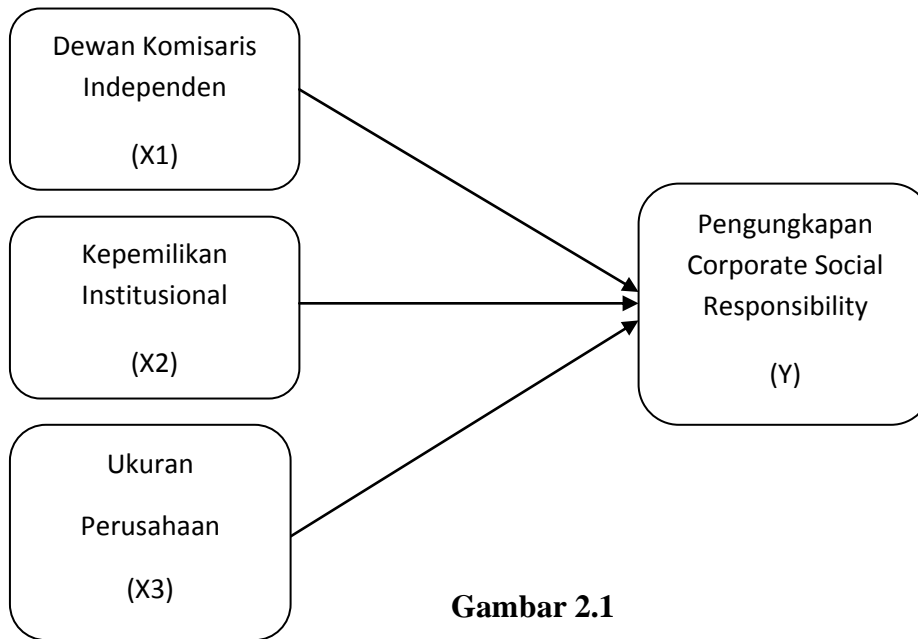 Dewan Komisaris
Independen
(X1)
Kepemilikan
Institusional
(X2)
Ukuran
Perusahaan
(X3)
Pengungkapan
Corporate Social
Responsibility
(Y)
Gambar 2.1